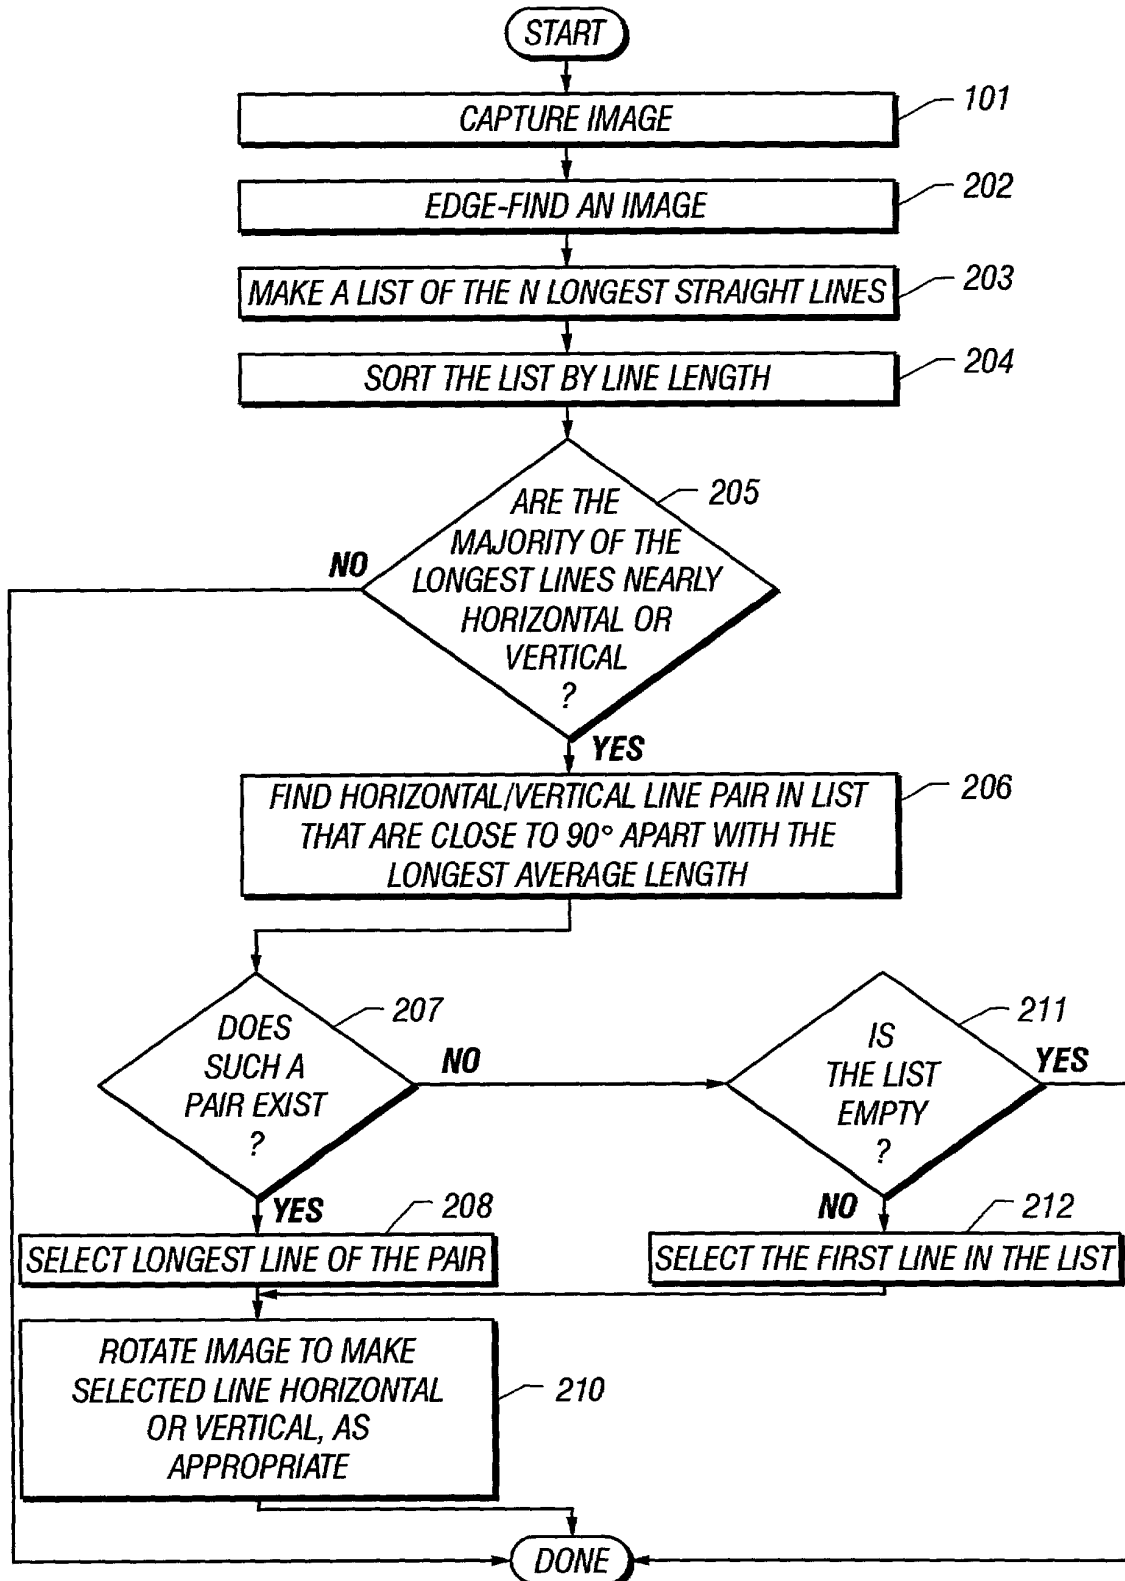 START
CAPTURE IMAGE
101
EDGE-FIND AN IMAGE
202
MAKE A LIST OF THE N LONGEST STRAIGHT LINES
203
SORT THE LIST BY LINE LENGTH
204
ARE THE
MAJORITY OF THE
LONGEST LINES NEARLY
HORIZONTAL OR
VERTICAL
?
205
NO
YES
FIND HORIZONTAL/VERTICAL LINE PAIR IN LIST
THAT ARE CLOSE TO 90° APART WITH THE
LONGEST AVERAGE LENGTH
206
DOES
SUCH A
PAIR EXIST
?
207
NO
YES
IS
THE LIST
EMPTY
?
211
YES
NO
SELECT LONGEST LINE OF THE PAIR
208
SELECT THE FIRST LINE IN THE LIST
212
ROTATE IMAGE TO MAKE
SELECTED LINE HORIZONTAL
OR VERTICAL, AS
APPROPRIATE
210
DONE